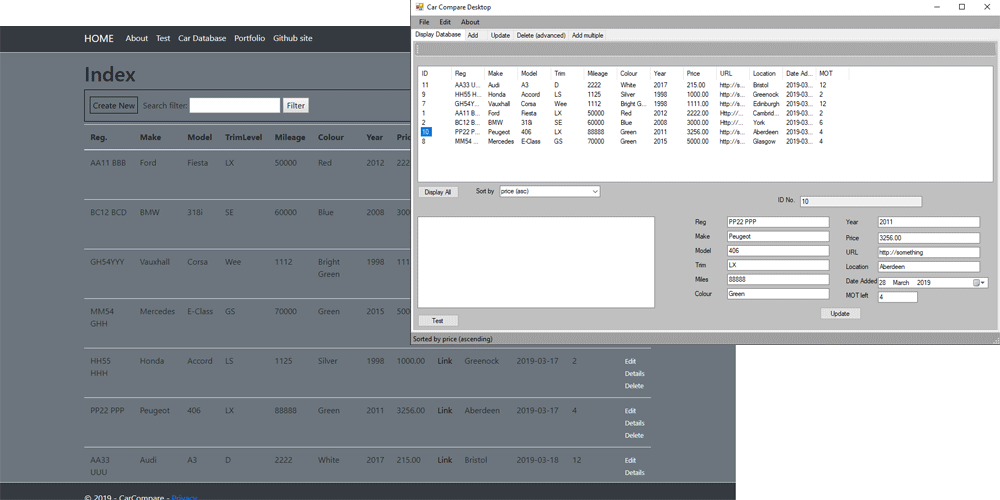 Car Compare Desktop
File Edit About
Display Database Add Update Delete (advanced) Add multiple
ID Reg Make Model Trim Mileage Colour Year Price URL Location Date Ad... MOT
11 AA33 U... Audi A3 D 2222 White 2017 215.00 http://s... Bristol 2019-03... 12
9 HH55 H... Honda Accord LS 1125 Silver 1998 1000.00 http://s... Greenock 2019-03... 2
7 GH54Y... Vauxhall Corsa Wee 1112 Bright G... 1998 1111.00 http://s... Edinburgh 2019-03... 12
1 AA11 B... Ford Fiesta LX 50000 Red 2012 2222.00 http://s... Cambrid... 2019-03... 2
2 BC12 B... BMW 318i SE 60000 Blue 2008 3000.00 http://... York 2019-03... 6
10 PP22 P... Peugeot 406 LX 88888 Green 2011 3256.00 http://s... Aberdeen 2019-03... 4
8 MM54 ... Mercedes E-Class GS 70000 Green 2015 5000.00 http://s... Glasgow 2019-03... 4
Display All Sort by price (asc)
ID No. 10
Reg PP22 PPP Year 2011
Make Peugeot Price 3256.00
Model 406 URL http://something
Trim LX Location Aberdeen
Miles 88888 Date Added 28 March 2019
Colour Green MOT left 4
Test Update
Sorted by price (ascending)
HOME About Test Car Database Portfolio Github site
Index
Create New Search filter: Filter
Reg. Make Model TrimLevel Mileage Colour Year
AA11 BBB Ford Fiesta LX 50000 Red 2012
BC12 BCD BMW 318i SE 60000 Blue 2008
GH54YYY Vauxhall Corsa Wee 1112 Bright Green 1998
MM54 GHH Mercedes E-Class GS 70000 Green 2015
HH55 HHH Honda Accord LS 1125 Silver 1998 1000.00 Link Greenock 2019-03-17 2 Edit
Details
Delete
PP22 PPP Peugeot 406 LX 88888 Green 2011 3256.00 Link Aberdeen 2019-03-17 4 Edit
Details
Delete
AA33 UUU Audi A3 D 2222 White 2017 215.00 Link Bristol 2019-03-18 12 Edit
Details
© 2019 - CarCompare - Privacy